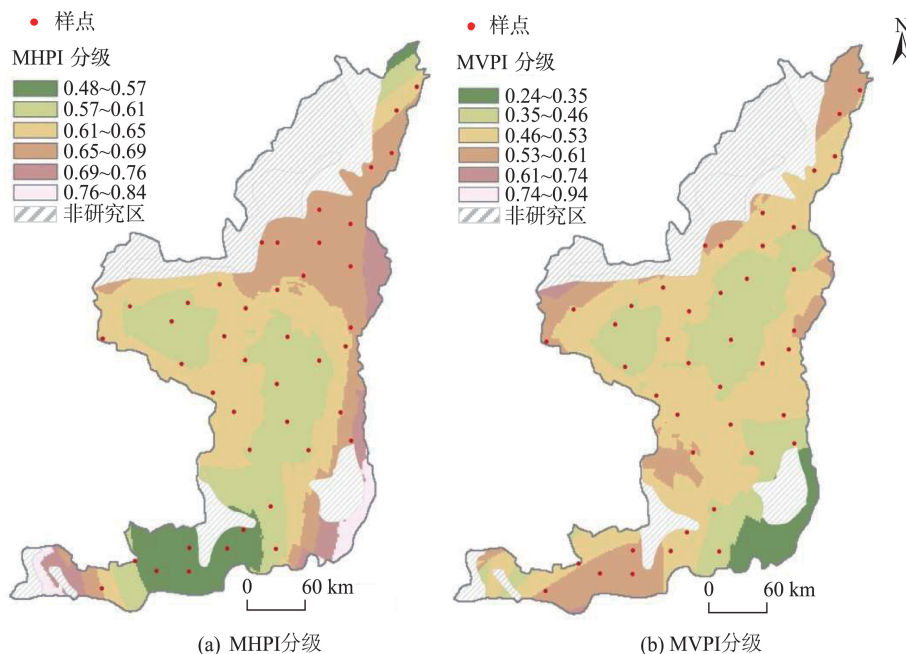 样点
MHPI 分级
0.48~0.57
0.57~0.61
0.61~0.65
0.65~0.69
0.69~0.76
0.76~0.84
非研究区
0 60 km
(a) MHPI分级
样点
MVPI 分级
0.24~0.35
0.35~0.46
0.46~0.53
0.53~0.61
0.61~0.74
0.74~0.94
非研究区
N
0 60 km
(b) MVPI分级